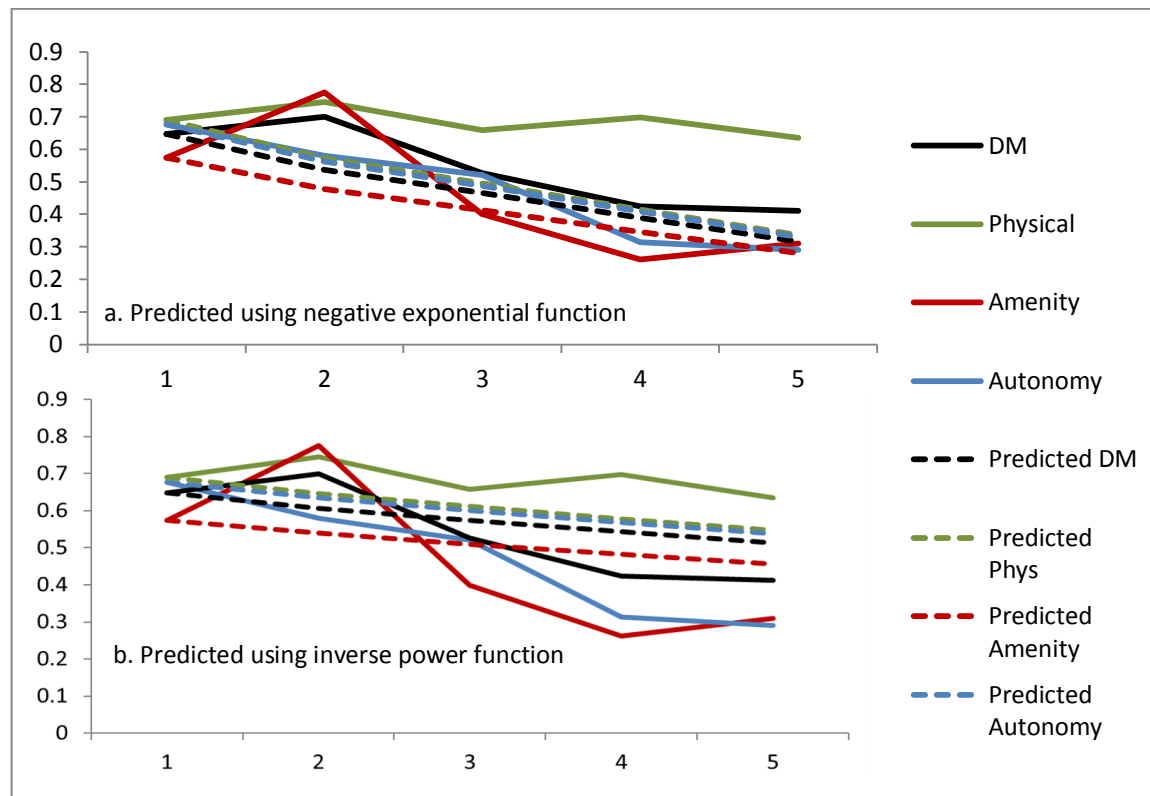 0.9
0.8
0.7
0.6
0.5
0.4
0.3
0.2
0.1
0
a. Predicted using negative exponential function
1 2 3 4 5
0.9
0.8
0.7
0.6
0.5
0.4
0.3
0.2
0.1
0
b. Predicted using inverse power function
1 2 3 4 5
DM
Physical
Amenity
Autonomy
Predicted DM
Predicted
Phys
Predicted
Amenity
Predicted
Autonomy